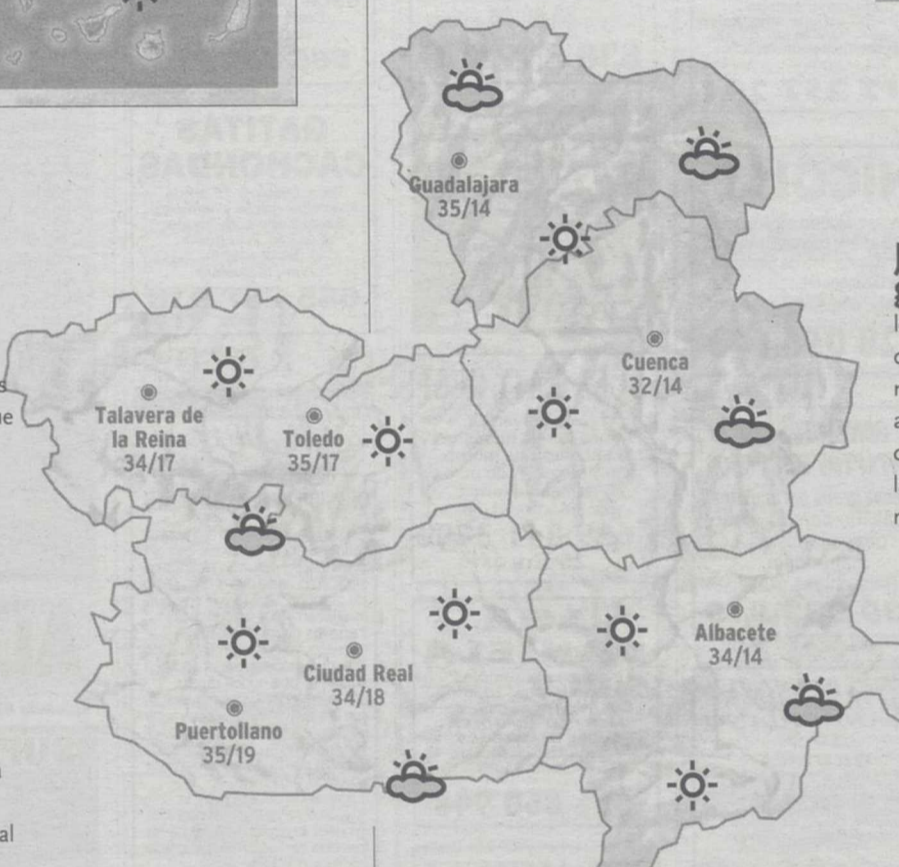 Guadalajara
35/14
Cuenca
32/14
Talavera de
la Reina
34/17
Toledo
35/17
Albacete
34/14
Ciudad Real
34/18
Puertollano
35/19
al